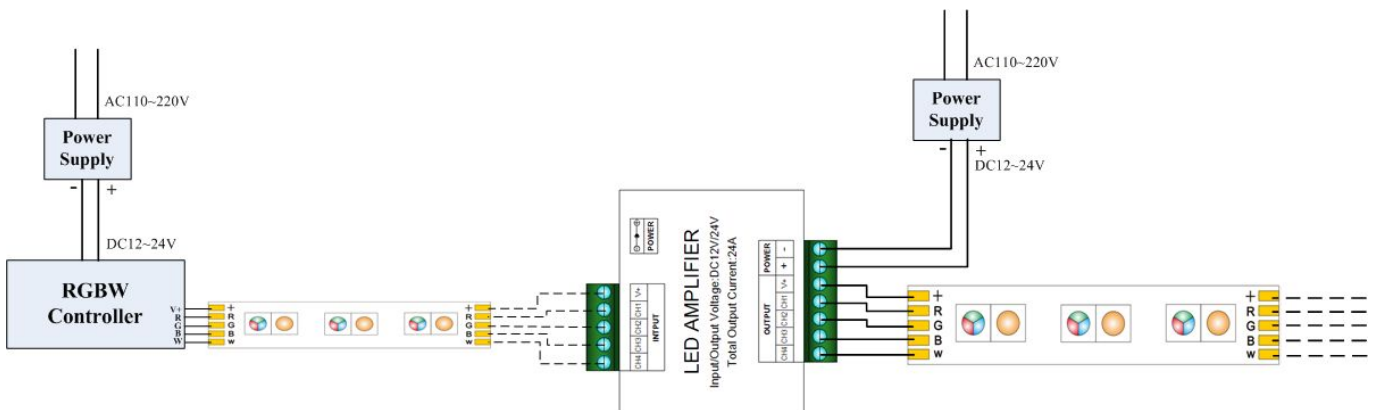 AC110~220V
Power
Supply
- +
DC12~24V
RGBW
Controller
V+
R
G
B
W
+
R
G
B
W
+
R
G
B
W
V+
CH1
CH2
CH3
CH4
INTPUT
POWER
LED AMPLIFIER
Input/Output Voltage:DC12V/24V
Total Output Current:24A
AC110~220V
Power
Supply
- +
DC12~24V
POWER
-
+
OUTPUT
V+
CH1
CH2
CH3
CH4
+
R
G
B
W
+
R
G
B
W